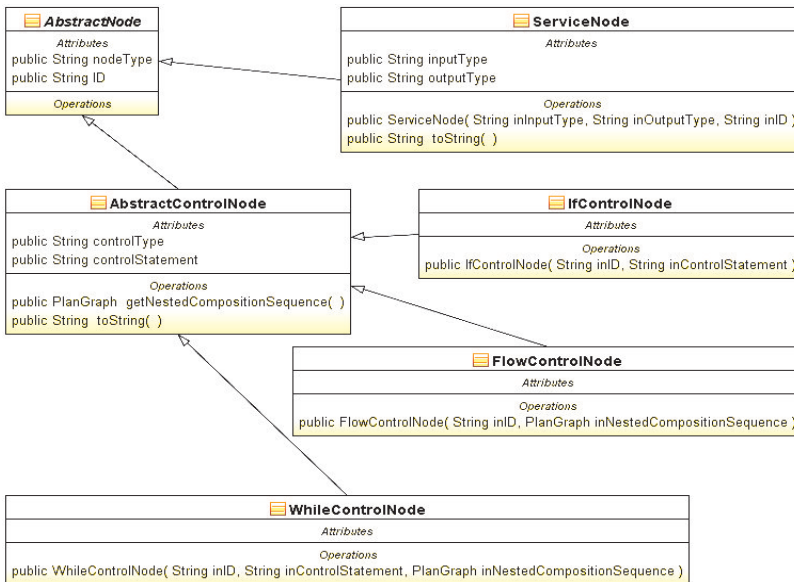 AbstractNode
Attributes
public String nodeType
public String ID
Operations
ServiceNode
Attributes
public String inputType
public String outputType
Operations
public ServiceNode( String inInputType, String inOutputType, String inID )
public String toString( )
AbstractControlNode
Attributes
public String controlType
public String controlStatement
Operations
public PlanGraph getNestedCompositionSequence( )
public String toString( )
IfControlNode
Attributes
Operations
public IfControlNode( String inID, String inControlStatement )
FlowControlNode
Attributes
Operations
public FlowControlNode( String inID, PlanGraph inNestedCompositionSequence )
WhileControlNode
Attributes
Operations
public WhileControlNode( String inID, String inControlStatement, PlanGraph inNestedCompositionSequence )